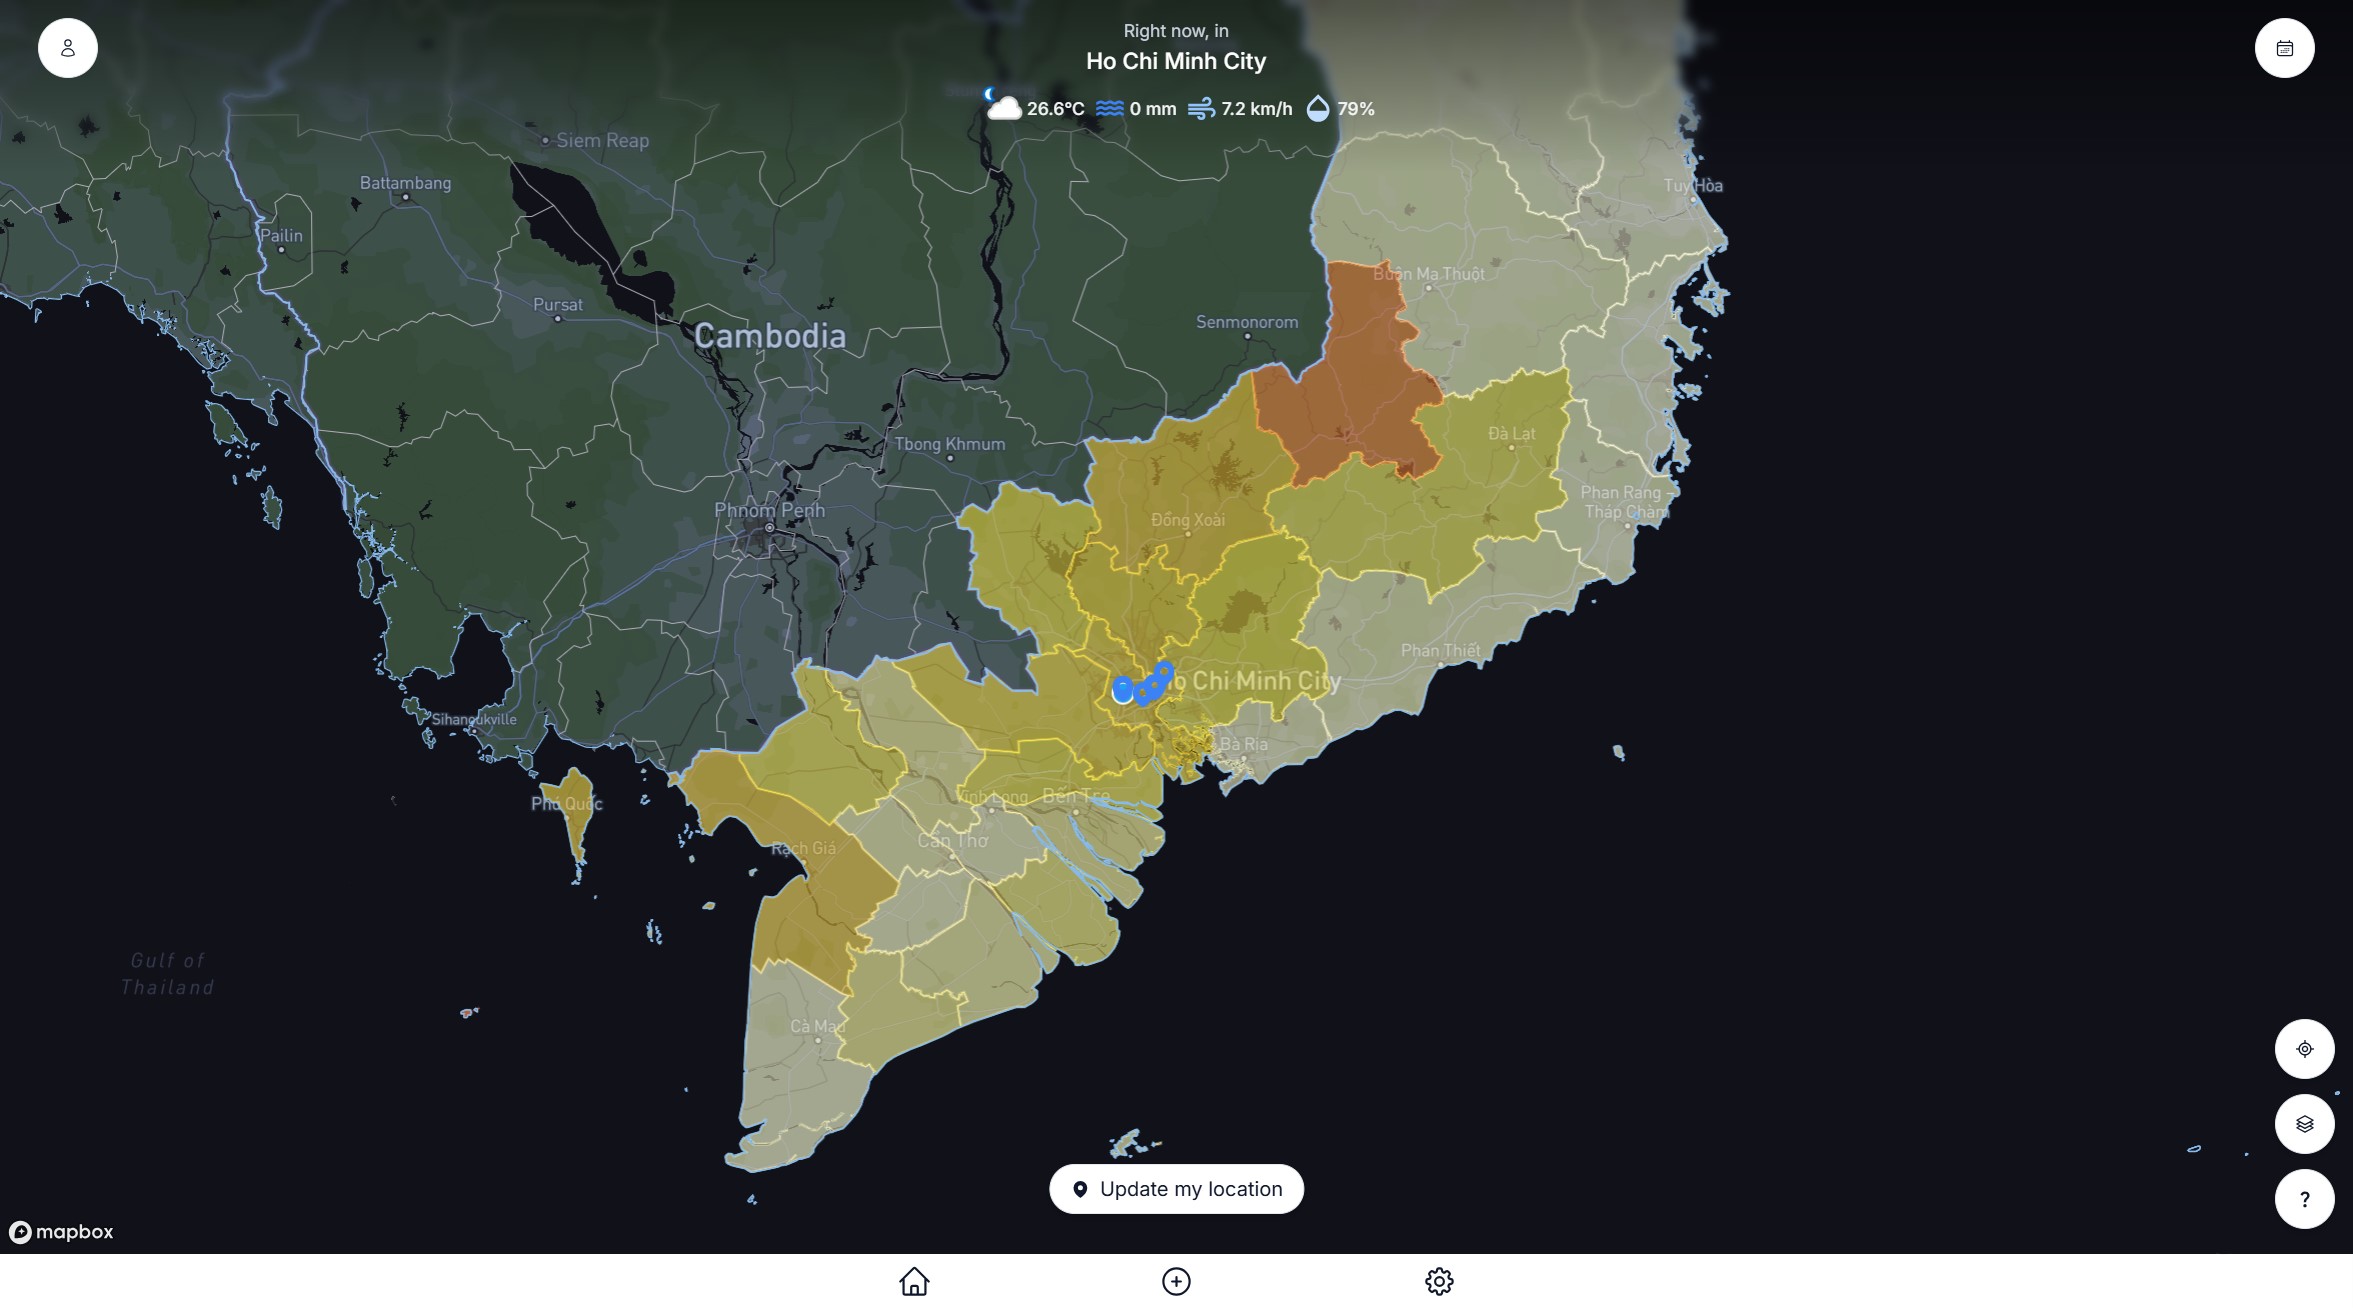 Right now, in
Ho Chi Minh City
26.6°C 0 mm 7.2 km/h 79%
Siem Reap
Battambang
Tuy Hòa
Pailin
Buôn Ma Thuột
Pursat
Senmonorom
Cambodia
Đà Lạt
Tbong Khmum
Phan Rang -
Tháp Chàm
Phnom Penh
Đồng Xoài
Phan Thiết
Ho Chi Minh City
Sihanoukville
Bà Rịa
Vĩnh Long
Bến Tre
Phú Quốc
Cần Thơ
Rạch Giá
Gulf of
Thailand
Cà Mau
Update my location
?
mapbox